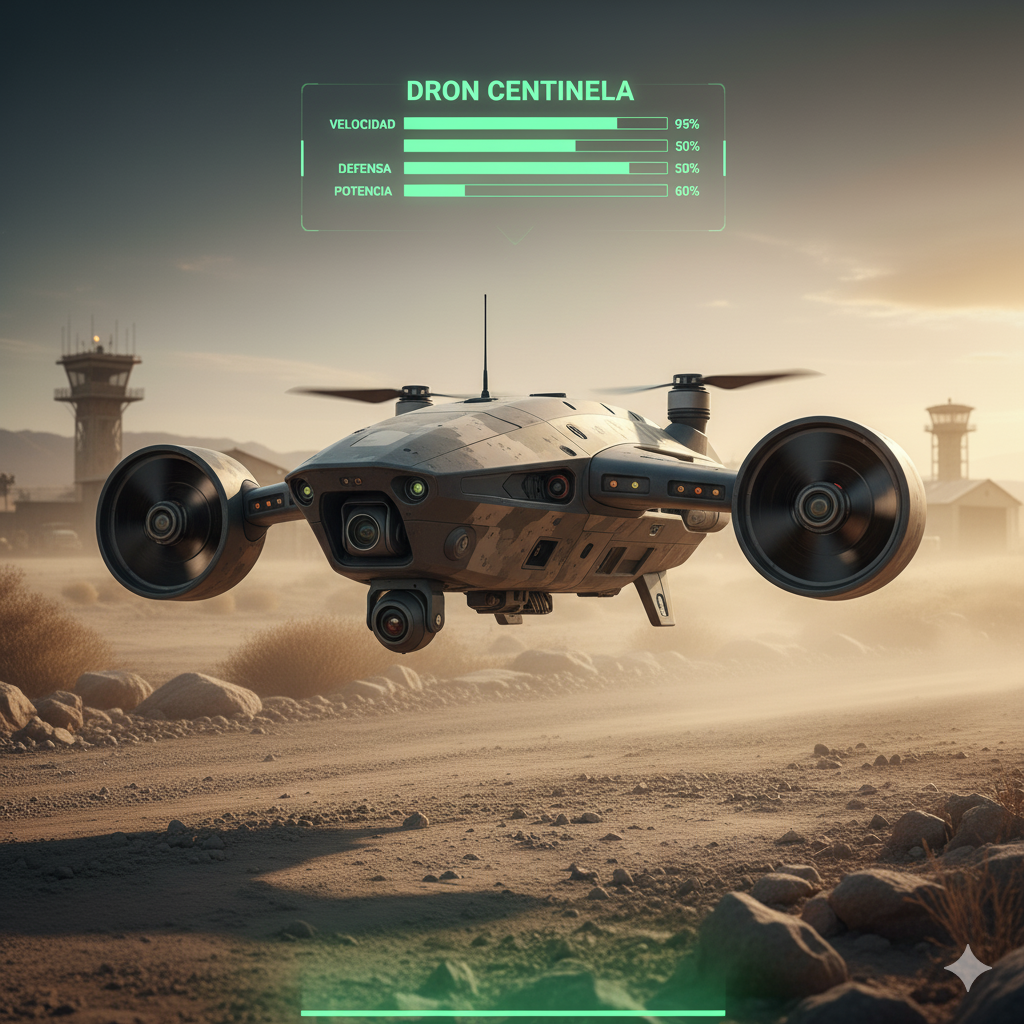 DRON CENTINELA
VELOCIDAD 95%
50%
DEFENSA 50%
POTENCIA 60%